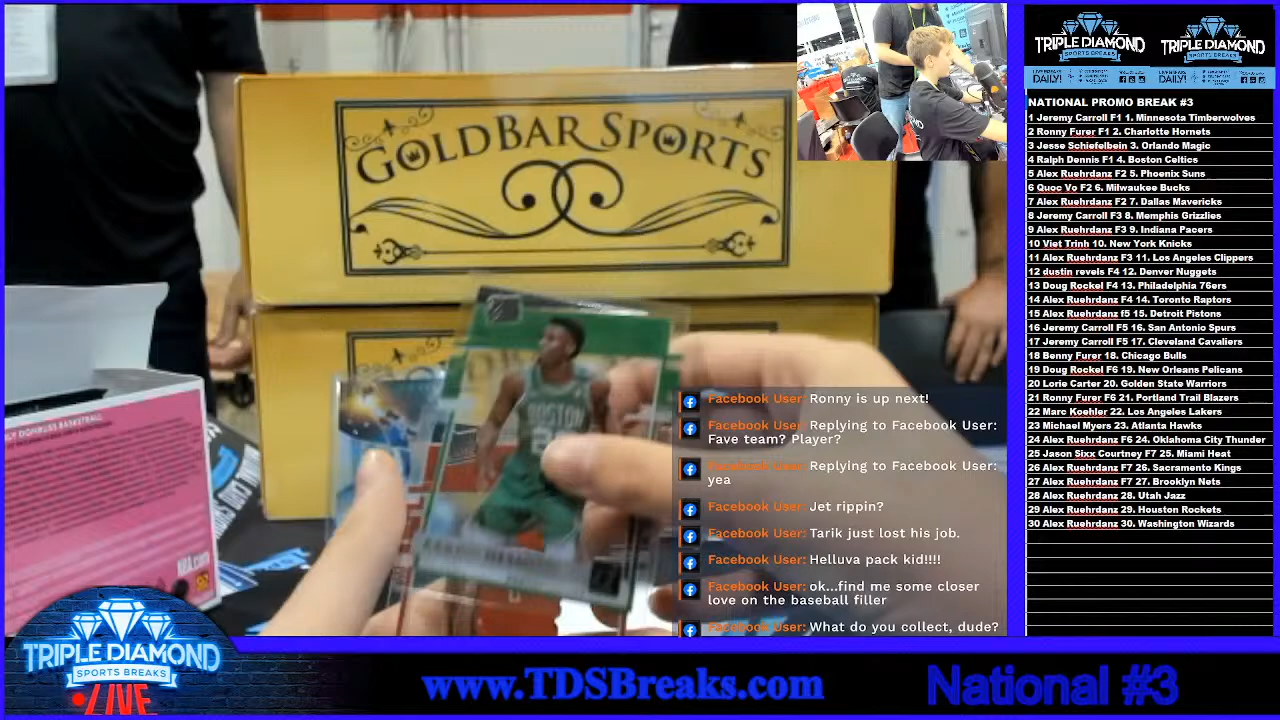 GOLDBAR SPORTS
BOSTON
NBA.com
TRIPLE DIAMOND
SPORTS BREAKS
LIVE
TRIPLE DIAMOND
SPORTS BREAKS
TRIPLE DIAMOND
SPORTS BREAKS
LIVE BREAKS
DAILY!
LIVE BREAKS
DAILY!
NATIONAL PROMO BREAK #3
1 Jeremy Carroll F1 1. Minnesota Timberwolves
2 Ronny Furer F1 2. Charlotte Hornets
3 Jesse Schiefelbein 3. Orlando Magic
4 Ralph Dennis F1 4. Boston Celtics
5 Alex Ruehrdanz F2 5. Phoenix Suns
6 Quoc Vo F2 6. Milwaukee Bucks
7 Alex Ruehrdanz F2 7. Dallas Mavericks
8 Jeremy Carroll F3 8. Memphis Grizzlies
9 Alex Ruehrdanz F3 9. Indiana Pacers
10 Viet Trinh 10. New York Knicks
11 Alex Ruehrdanz F3 11. Los Angeles Clippers
12 dustin revels F4 12. Denver Nuggets
13 Doug Rockel F4 13. Philadelphia 76ers
14 Alex Ruehrdanz F4 14. Toronto Raptors
15 Alex Ruehrdanz f5 15. Detroit Pistons
16 Jeremy Carroll F5 16. San Antonio Spurs
17 Jeremy Carroll F5 17. Cleveland Cavaliers
18 Benny Furer 18. Chicago Bulls
19 Doug Rockel F6 19. New Orleans Pelicans
20 Lorie Carter 20. Golden State Warriors
21 Ronny Furer F6 21. Portland Trail Blazers
22 Marc Koehler 22. Los Angeles Lakers
23 Michael Myers 23. Atlanta Hawks
24 Alex Ruehrdanz F6 24. Oklahoma City Thunder
25 Jason Sixx Courtney F7 25. Miami Heat
26 Alex Ruehrdanz F7 26. Sacramento Kings
27 Alex Ruehrdanz F7 27. Brooklyn Nets
28 Alex Ruehrdanz 28. Utah Jazz
29 Alex Ruehrdanz 29. Houston Rockets
30 Alex Ruehrdanz 30. Washington Wizards
Facebook User: Ronny is up next!
Facebook User: Replying to Facebook User:
Fave team? Player?
Facebook User: Replying to Facebook User:
yea
Facebook User: Jet rippin?
Facebook User: Tarik just lost his job.
Facebook User: Helluva pack kid!!!!
Facebook User: ok...find me some closer
love on the baseball filler
Facebook User: What do you collect, dude?
www.TDSBreaks.com
National #3